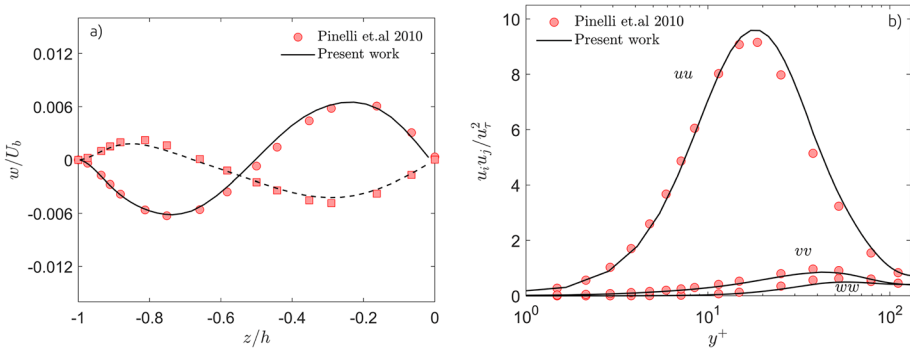 a)
Pinelli et.al 2010
Present work
0.012
0.006
0
-0.006
-0.012
w/U_b
-1 -0.8 -0.6 -0.4 -0.2 0
z/h
b)
Pinelli et.al 2010
Present work
uu
vv
ww
10
8
6
4
2
0
u_iu_j/u_τ^2
10^0 10^1 10^2
y^+